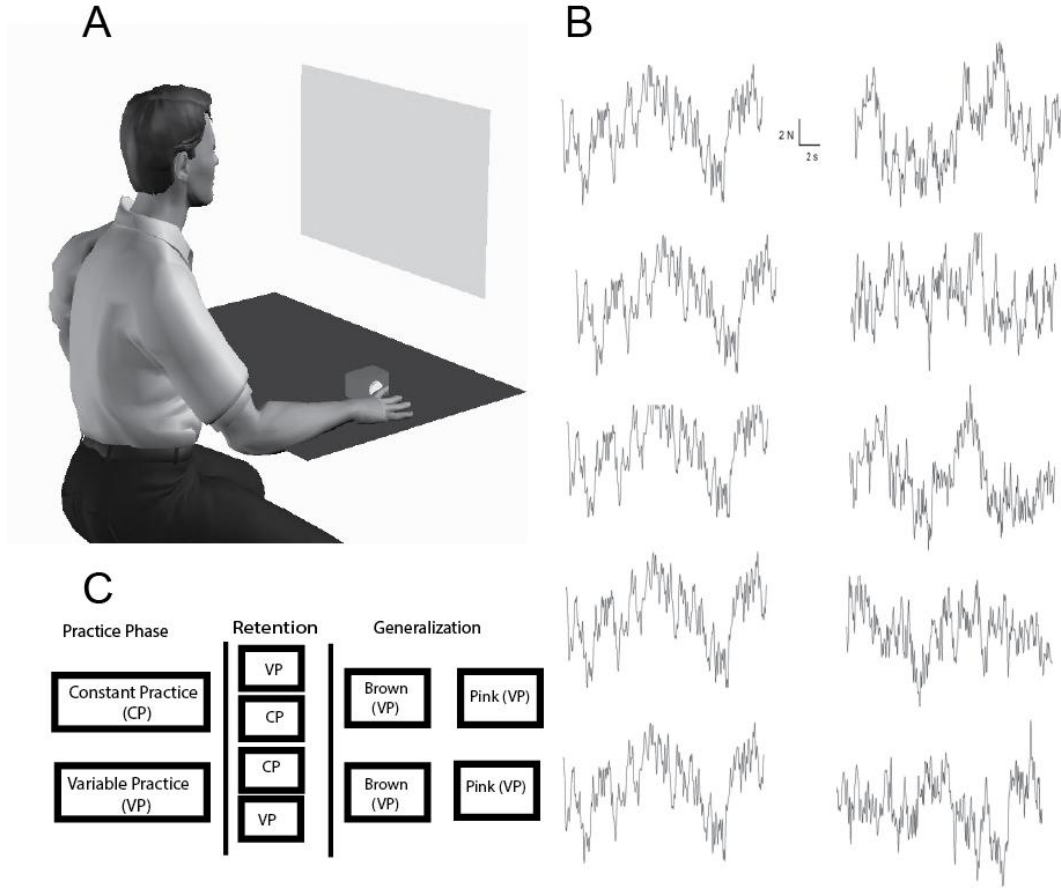 A
B
2 N
2 s
C
Practice Phase
Retention
Generalization
Constant Practice
(CP)
VP
CP
Brown
(VP)
Pink (VP)
Variable Practice
(VP)
CP
VP
Brown
(VP)
Pink (VP)